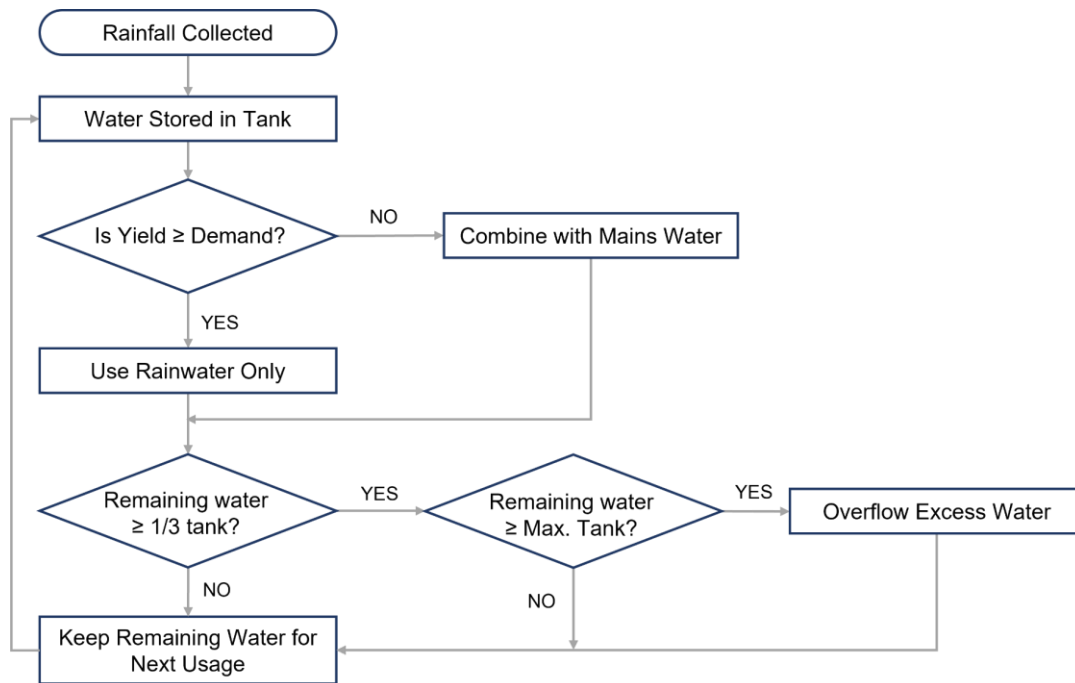 Rainfall Collected
Water Stored in Tank
Is Yield ≥ Demand?
NO
Combine with Mains Water
YES
Use Rainwater Only
Remaining water
≥ 1/3 tank?
YES
Remaining water
≥ Max. Tank?
YES
Overflow Excess Water
NO
NO
Keep Remaining Water for
Next Usage